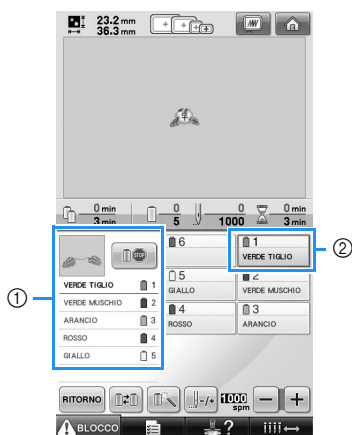 23.2 mm
36.3 mm
0 min
3 min
0
5
0
1000
0 min
3 min
VERDE TIGLIO 1
VERDE MUSCHIO 2
ARANCIO 3
ROSSO 4
GIALLO 5
6
1
VERDE TIGLIO
5
GIALLO
2
VERDE MUSCHIO
4
ROSSO
3
ARANCIO
①
②
RITORNO
-/+
1000
spm
−
+
BLOCCO
?